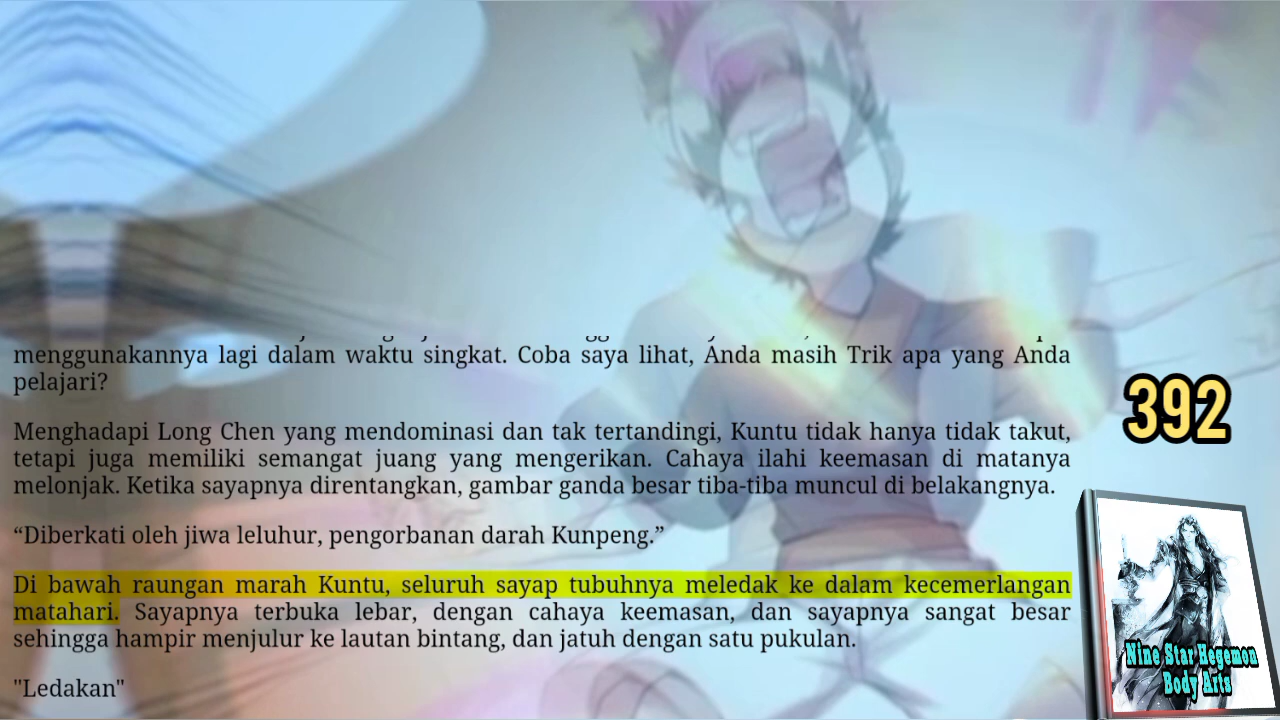 menggunakannya lagi dalam waktu singkat. Coba saya lihat, Anda masih Trik apa yang Anda
pelajari?
Menghadapi Long Chen yang mendominasi dan tak tertandingi, Kuntu tidak hanya tidak takut,
tetapi juga memiliki semangat juang yang mengerikan. Cahaya ilahi keemasan di matanya
melonjak. Ketika sayapnya direntangkan, gambar ganda besar tiba-tiba muncul di belakangnya.
“Diberkati oleh jiwa leluhur, pengorbanan darah Kunpeng.”
Di bawah raungan marah Kuntu, seluruh sayap tubuhnya meledak ke dalam kecemerlangan
matahari. Sayapnya terbuka lebar, dengan cahaya keemasan, dan sayapnya sangat besar
sehingga hampir menjulur ke lautan bintang, dan jatuh dengan satu pukulan.
"Ledakan"
392
Nine Star Hegemon
Body Arts